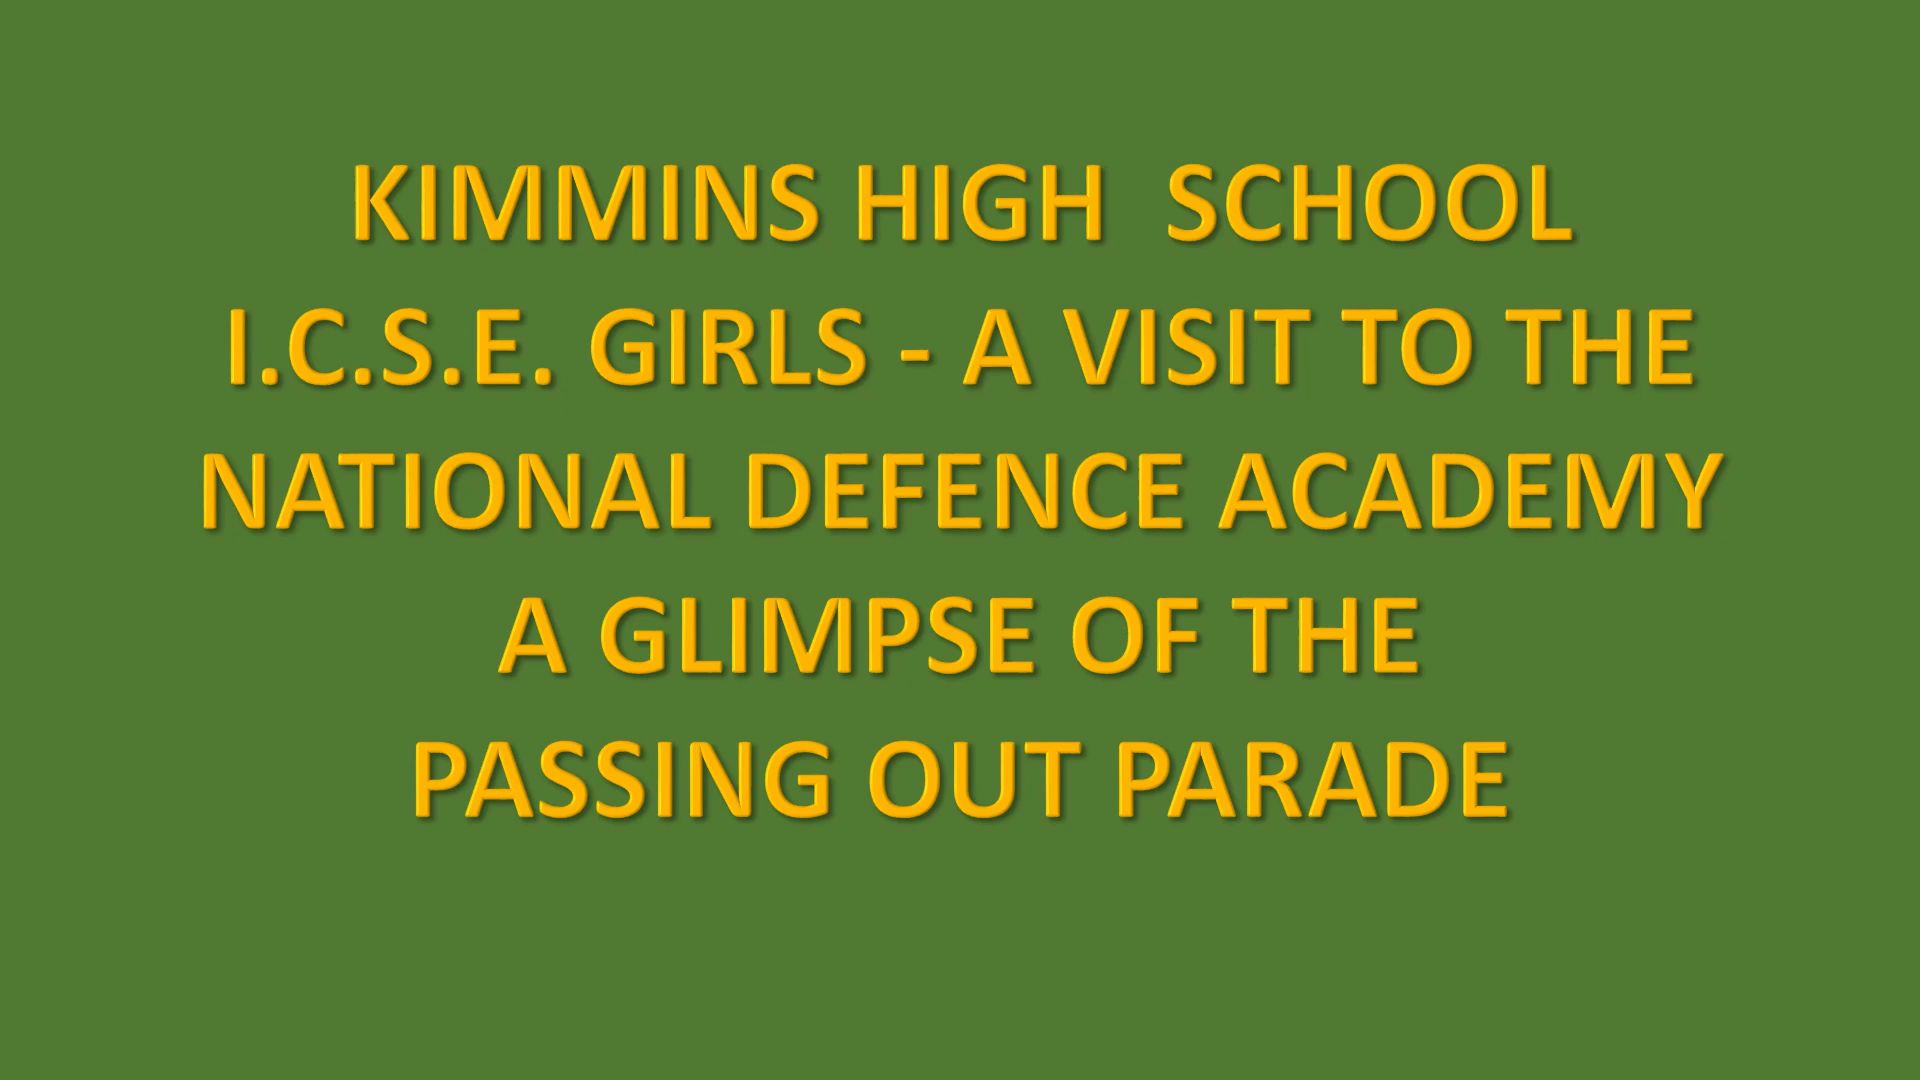 KIMMINS HIGH  SCHOOL
I.C.S.E. GIRLS - A VISIT TO THE
NATIONAL DEFENCE ACADEMY
A GLIMPSE OF THE
PASSING OUT PARADE